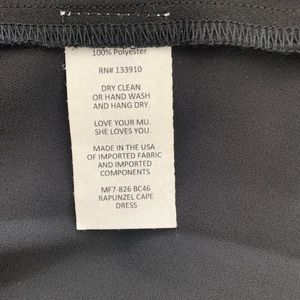 100% Polyester
RN# 133910
DRY CLEAN
OR HAND WASH
AND HANG DRY.
LOVE YOUR MU.
SHE LOVES YOU.
MADE IN THE USA
OF IMPORTED FABRIC
AND IMPORTED
COMPONENTS
MF7-826 BC46
RAPUNZEL CAPE
DRESS